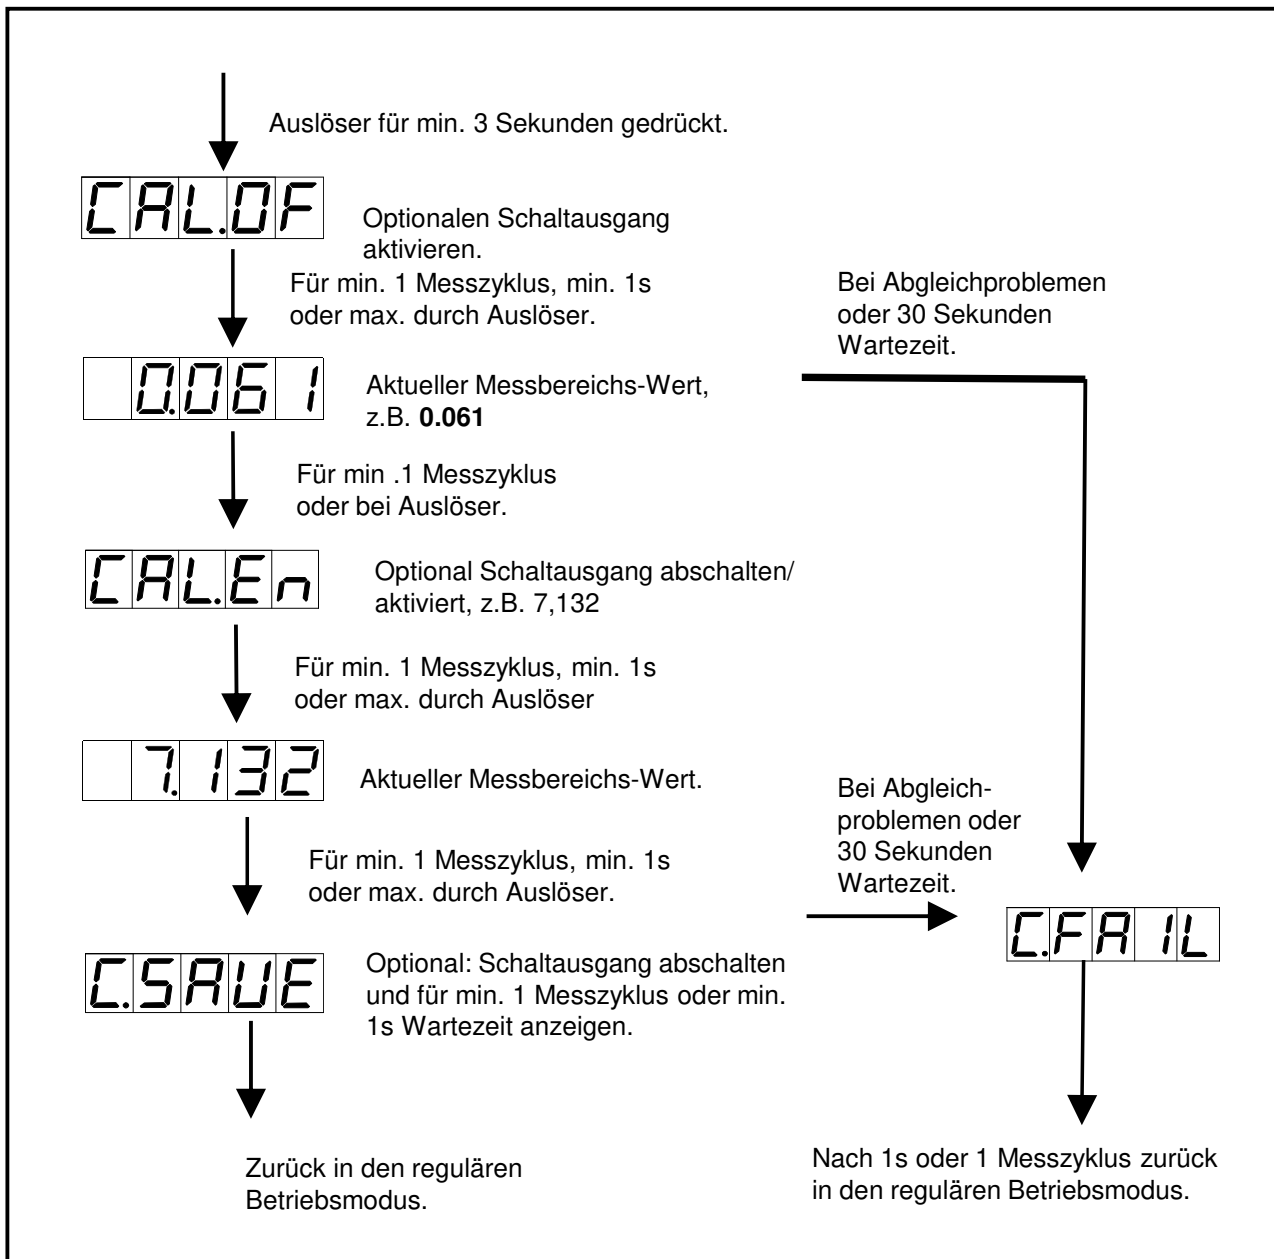 Auslöser für min. 3 Sekunden gedrückt.
CAL.OF
Optionalen Schaltausgang
aktivieren.
Für min. 1 Messzyklus, min. 1s
oder max. durch Auslöser.
Bei Abgleichproblemen
oder 30 Sekunden
Wartezeit.
0.061
Aktueller Messbereichs-Wert,
z.B. 0.061
Für min .1 Messzyklus
oder bei Auslöser.
CAL.En
Optional Schaltausgang abschalten/
aktiviert, z.B. 7,132
Für min. 1 Messzyklus, min. 1s
oder max. durch Auslöser
7.132
Aktueller Messbereichs-Wert.
Bei Abgleich-
problemen oder
30 Sekunden
Wartezeit.
Für min. 1 Messzyklus, min. 1s
oder max. durch Auslöser.
C.FAIL
C.SAVE
Optional: Schaltausgang abschalten
und für min. 1 Messzyklus oder min.
1s Wartezeit anzeigen.
Zurück in den regulären
Betriebsmodus.
Nach 1s oder 1 Messzyklus zurück
in den regulären Betriebsmodus.